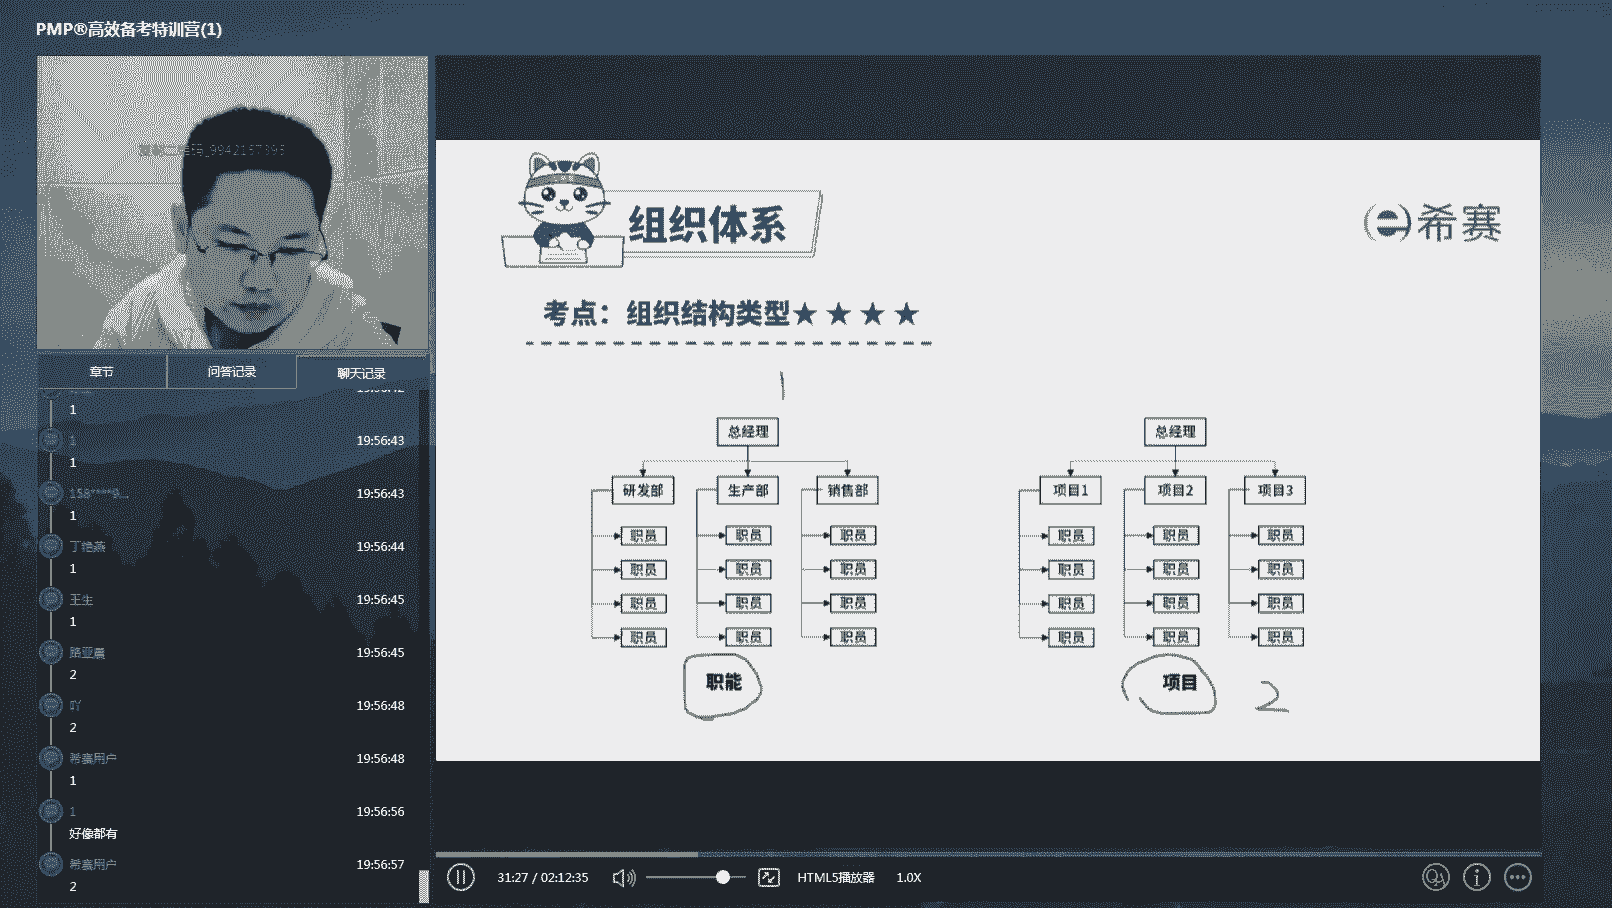 PMP®高效备考特训营(1)
章节
问答记录
聊天记录
1
1
19:56:43
1
19:56:43
1
丁艳燕
19:56:44
1
王生
19:56:45
1
19:56:45
2
吖
19:56:48
2
希赛用户
19:56:48
1
1
19:56:56
好像都有
希赛用户
19:56:57
2
组织体系
希赛
考点：组织结构类型★★★★
1
总经理
研发部
生产部
销售部
职员
职员
职员
职员
职员
职员
职员
职员
职员
职员
职员
职员
职能
总经理
项目1
项目2
项目3
职员
职员
职员
职员
职员
职员
职员
职员
职员
职员
职员
职员
项目
2
31:27 / 02:12:35
HTML5播放器
1.0X